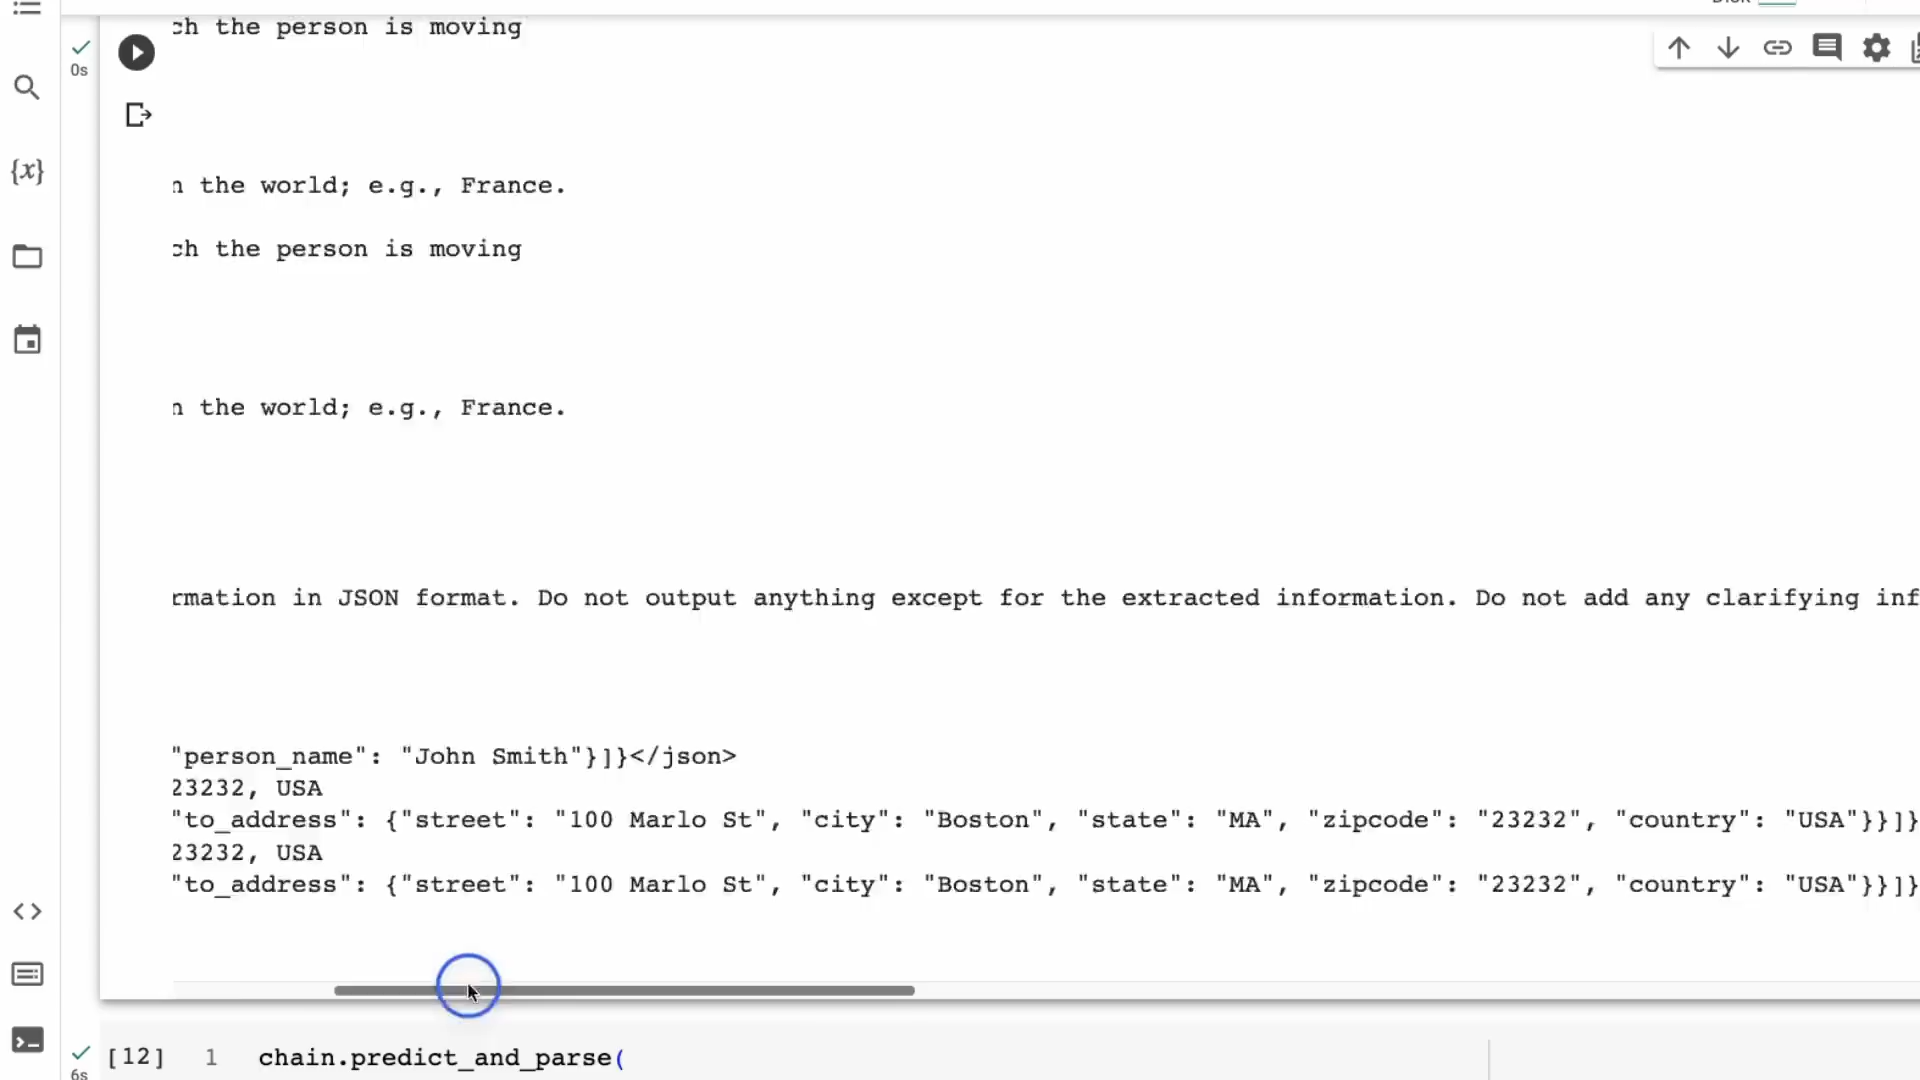 ch the person is moving
0s
{x}
n the world; e.g., France.
ch the person is moving
n the world; e.g., France.
rmation in JSON format. Do not output anything except for the extracted information. Do not add any clarifying inf
"person_name": "John Smith"}]}</json>
23232, USA
"to_address": {"street": "100 Marlo St", "city": "Boston", "state": "MA", "zipcode": "23232", "country": "USA"}}]}
23232, USA
"to_address": {"street": "100 Marlo St", "city": "Boston", "state": "MA", "zipcode": "23232", "country": "USA"}}]}
[12] 1 chain.predict_and_parse(
6s